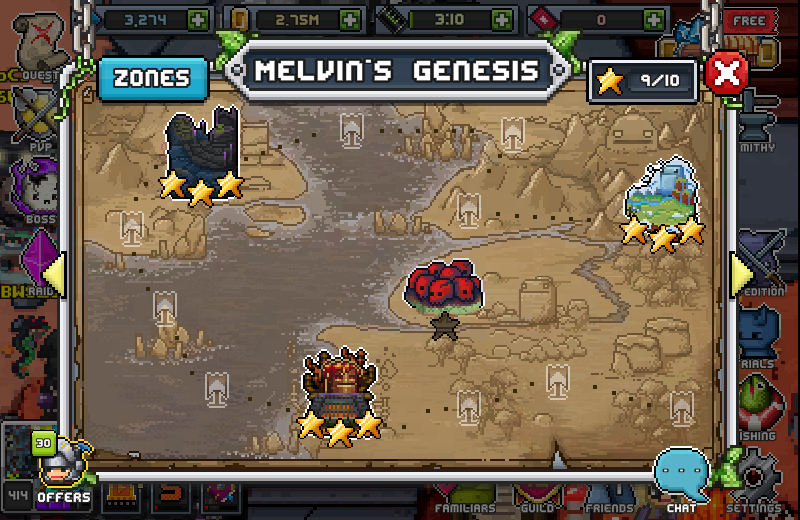 3,274
2.75M
3:10
0
FREE
QUEST
ZONES
MELVIN'S GENESIS
9/10
PVP
MITHY
BOSS
RAID
EDITION
RIALS
30
SHING
414
OFFERS
FAMILIARS
GUILD
FRIENDS
CHAT
SETTINGS